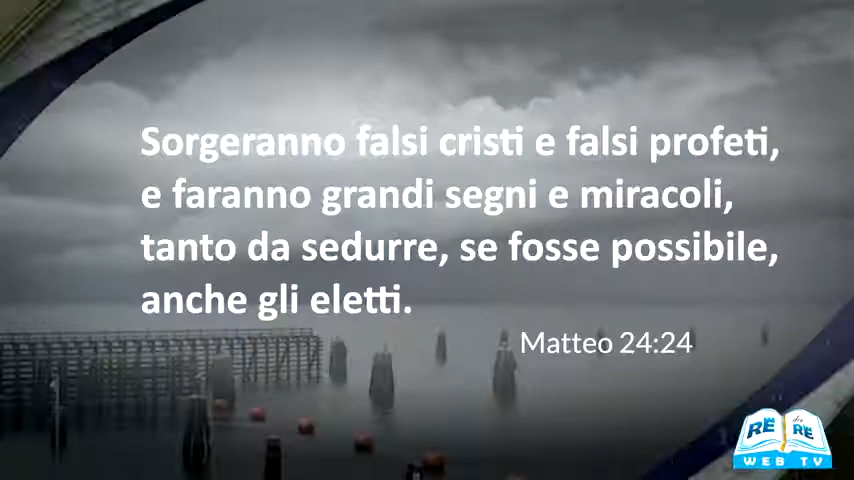 Sorgeranno falsi cristi e falsi profeti,
e faranno grandi segni e miracoli,
tanto da sedurre, se fosse possibile,
anche gli eletti.
Matteo 24:24
RE dei RE
WEB TV